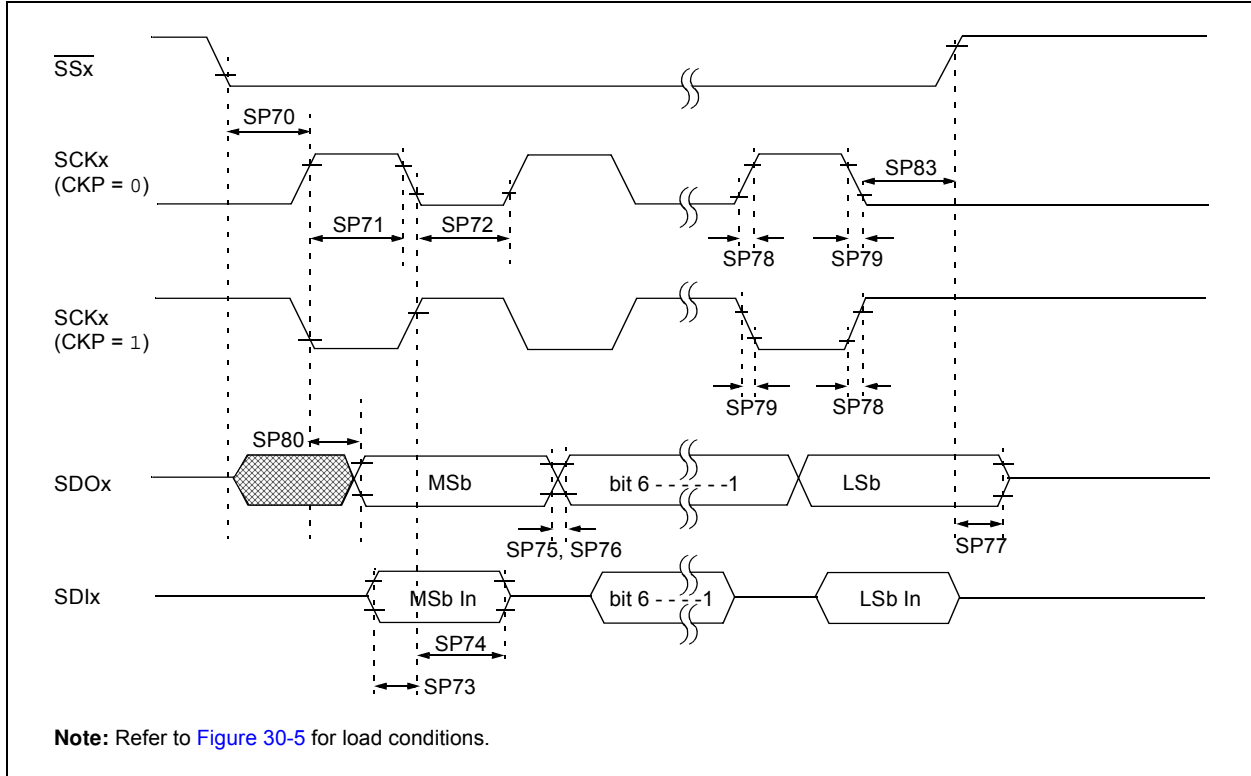 SSx
SP70
SCKx
(CKP = 0)
SP83
SP71
SP72
SP78
SP79
SCKx
(CKP = 1)
SP79
SP78
SP80
SDOx
MSb
bit 6 - - - - - - -1
LSb
SP75, SP76
SP77
SDIx
MSb In
bit 6 - - - - -1
LSb In
SP74
SP73
Note: Refer to Figure 30-5 for load conditions.